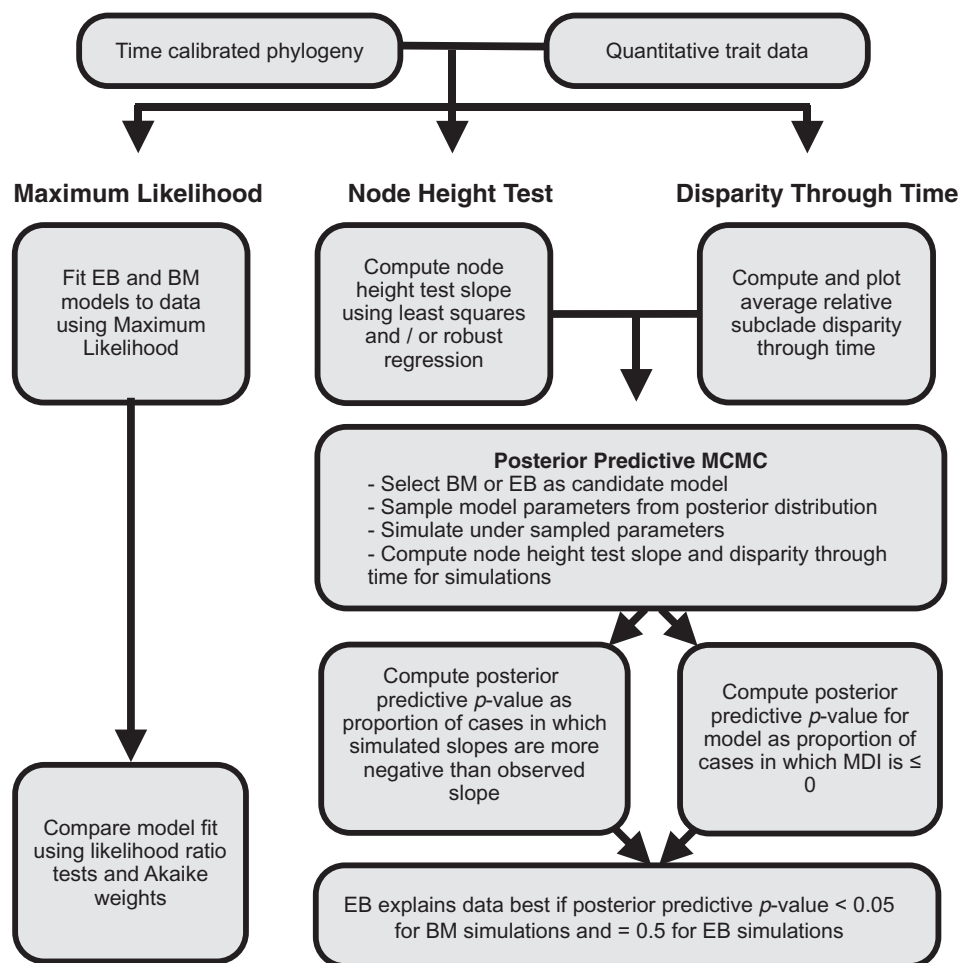 Time calibrated phylogeny
Quantitative trait data
Maximum Likelihood
Node Height Test
Disparity Through Time
Fit EB and BM
models to data
using Maximum
Likelihood
Compute node
height test slope
using least squares
and / or robust
regression
Compute and plot
average relative
subclade disparity
through time
Posterior Predictive MCMC
- Select BM or EB as candidate model
- Sample model parameters from posterior distribution
- Simulate under sampled parameters
- Compute node height test slope and disparity through
time for simulations
Compute posterior
predictive p-value as
proportion of cases in which
simulated slopes are more
negative than observed
slope
Compute posterior
predictive p-value for
model as proportion of
cases in which MDI is ≤
0
Compare model fit
using likelihood ratio
tests and Akaike
weights
EB explains data best if posterior predictive p-value < 0.05
for BM simulations and = 0.5 for EB simulations